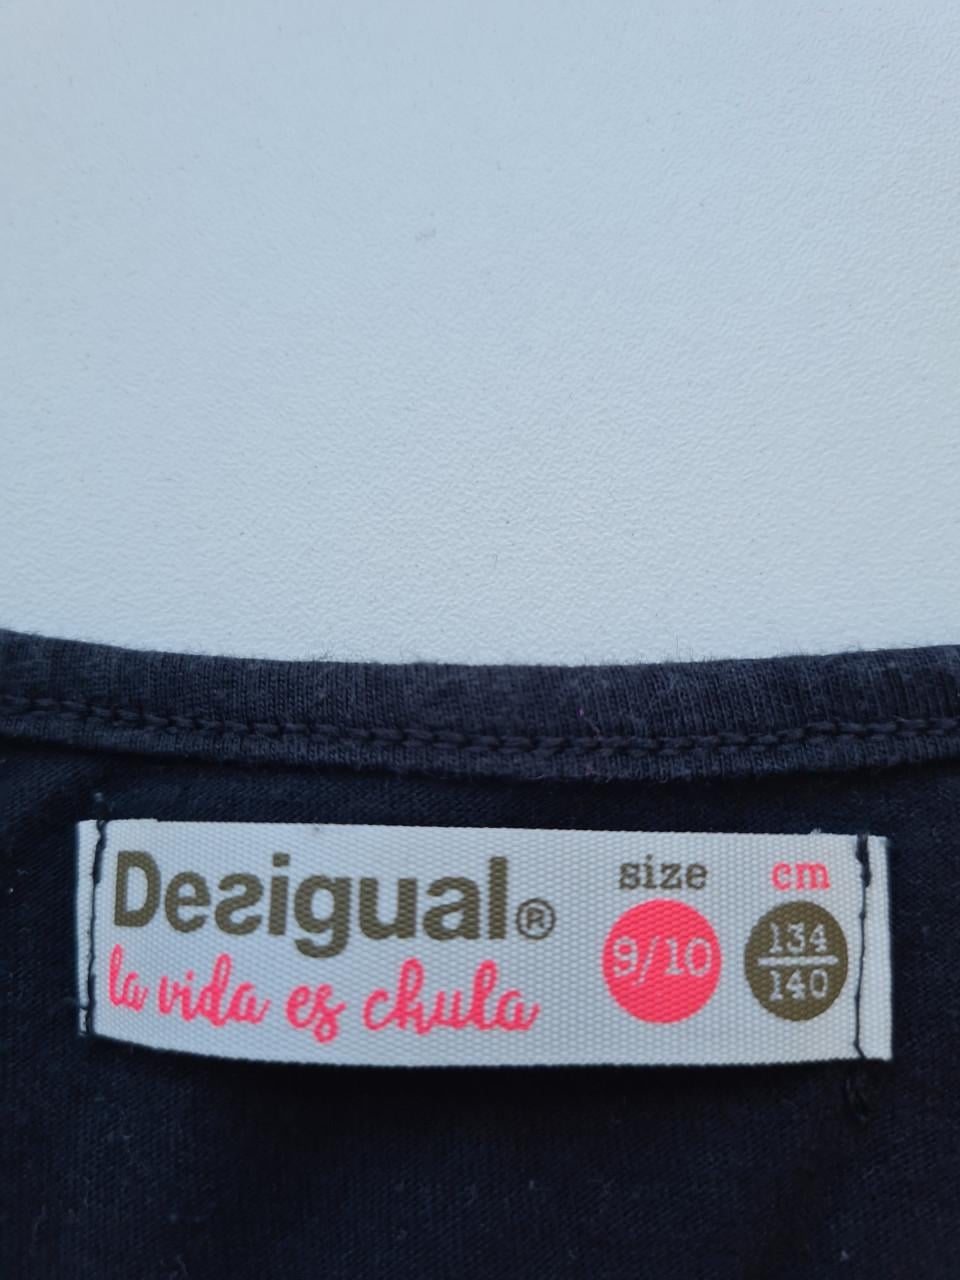 Desigual®
la vida es chula
size
9/10
cm
134
140